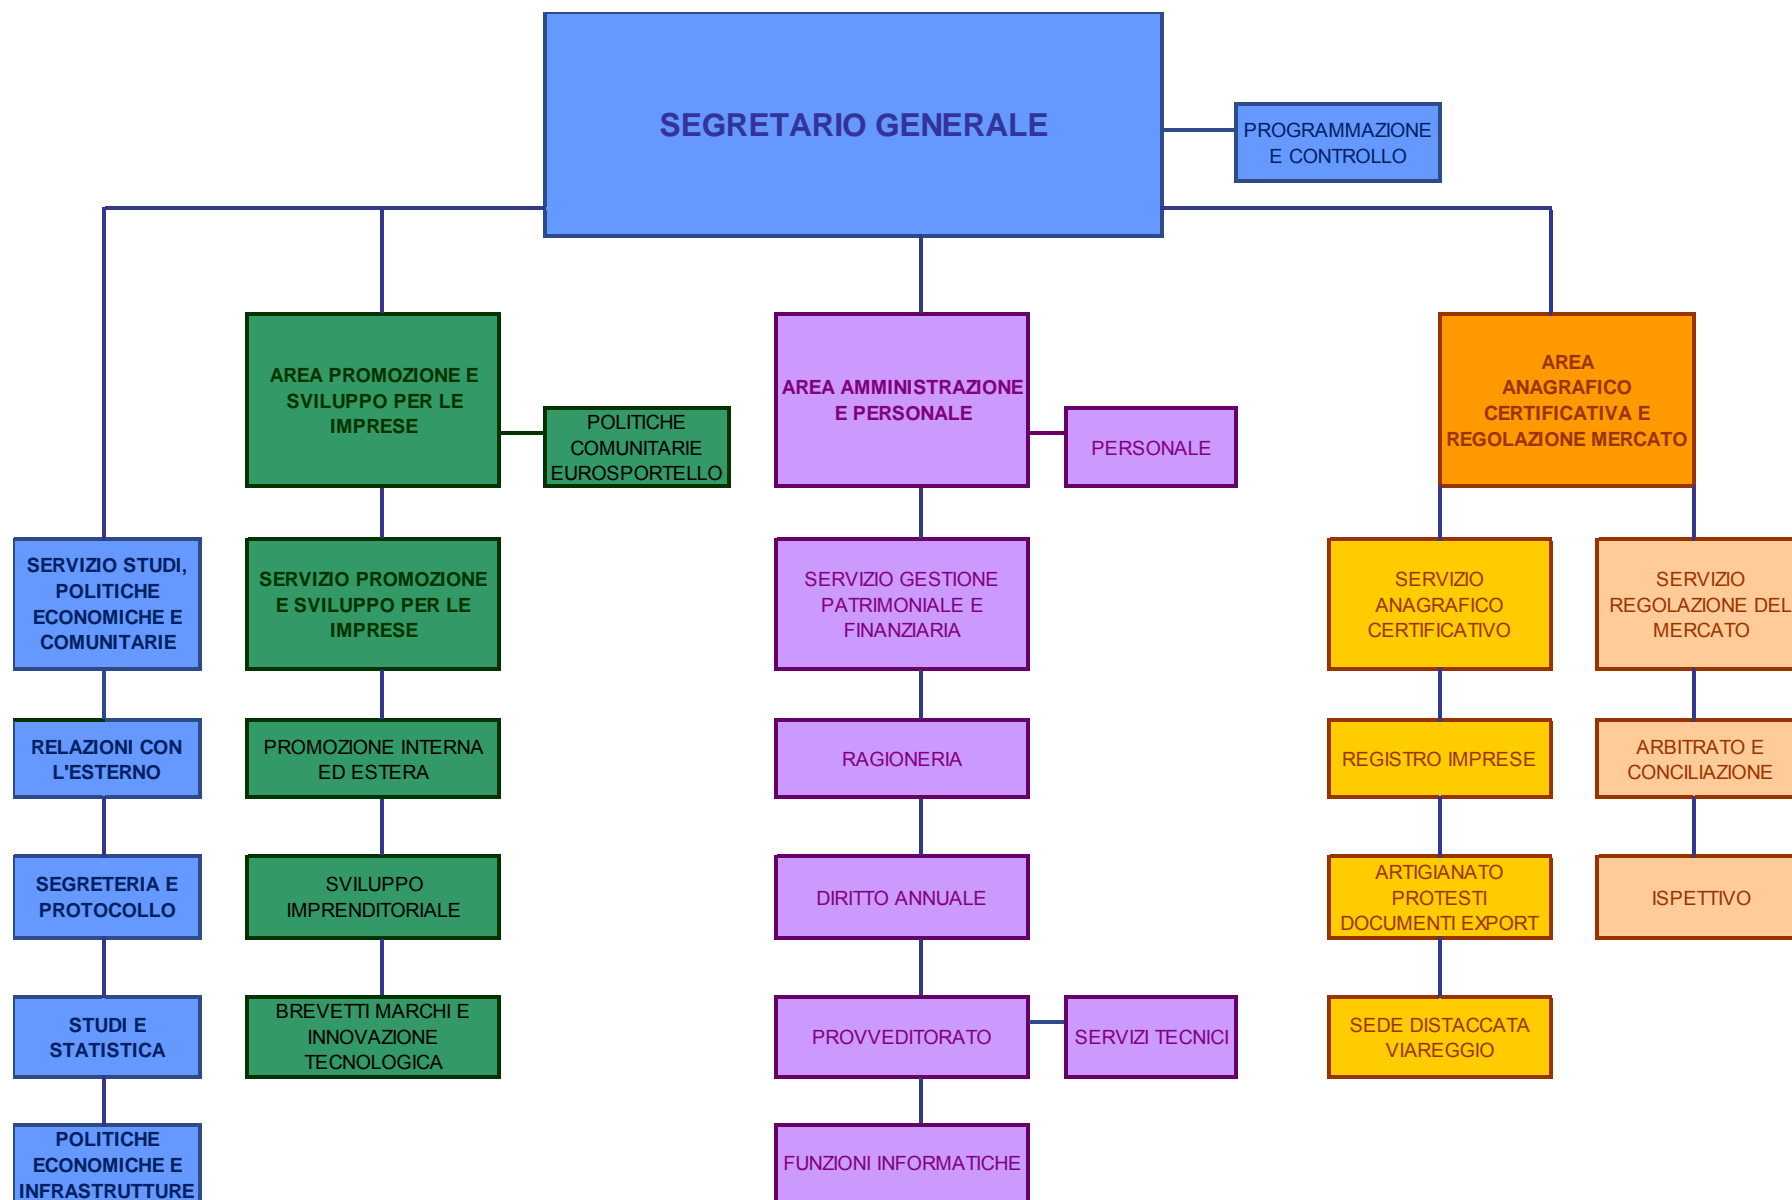 SEGRETARIO GENERALE
PROGRAMMAZIONE
E CONTROLLO
AREA PROMOZIONE E
SVILUPPO PER LE
IMPRESE
POLITICHE
COMUNITARIE
EUROSPORTELLO
AREA AMMINISTRAZIONE
E PERSONALE
PERSONALE
AREA
ANAGRAFICO
CERTIFICATIVA E
REGOLAZIONE MERCATO
SERVIZIO STUDI,
POLITICHE
ECONOMICHE E
COMUNITARIE
SERVIZIO PROMOZIONE
E SVILUPPO PER LE
IMPRESE
SERVIZIO GESTIONE
PATRIMONIALE E
FINANZIARIA
SERVIZIO
ANAGRAFICO
CERTIFICATIVO
SERVIZIO
REGOLAZIONE DEL
MERCATO
RELAZIONI CON
L'ESTERNO
PROMOZIONE INTERNA
ED ESTERA
RAGIONERIA
REGISTRO IMPRESE
ARBITRATO E
CONCILIAZIONE
SEGRETERIA E
PROTOCOLLO
SVILUPPO
IMPRENDITORIALE
DIRITTO ANNUALE
ARTIGIANATO
PROTESTI
DOCUMENTI EXPORT
ISPETTIVO
STUDI E
STATISTICA
BREVETTI MARCHI E
INNOVAZIONE
TECNOLOGICA
PROVVEDITORATO
SERVIZI TECNICI
SEDE DISTACCATA
VIAREGGIO
POLITICHE
ECONOMICHE E
INFRASTRUTTURE
FUNZIONI INFORMATICHE